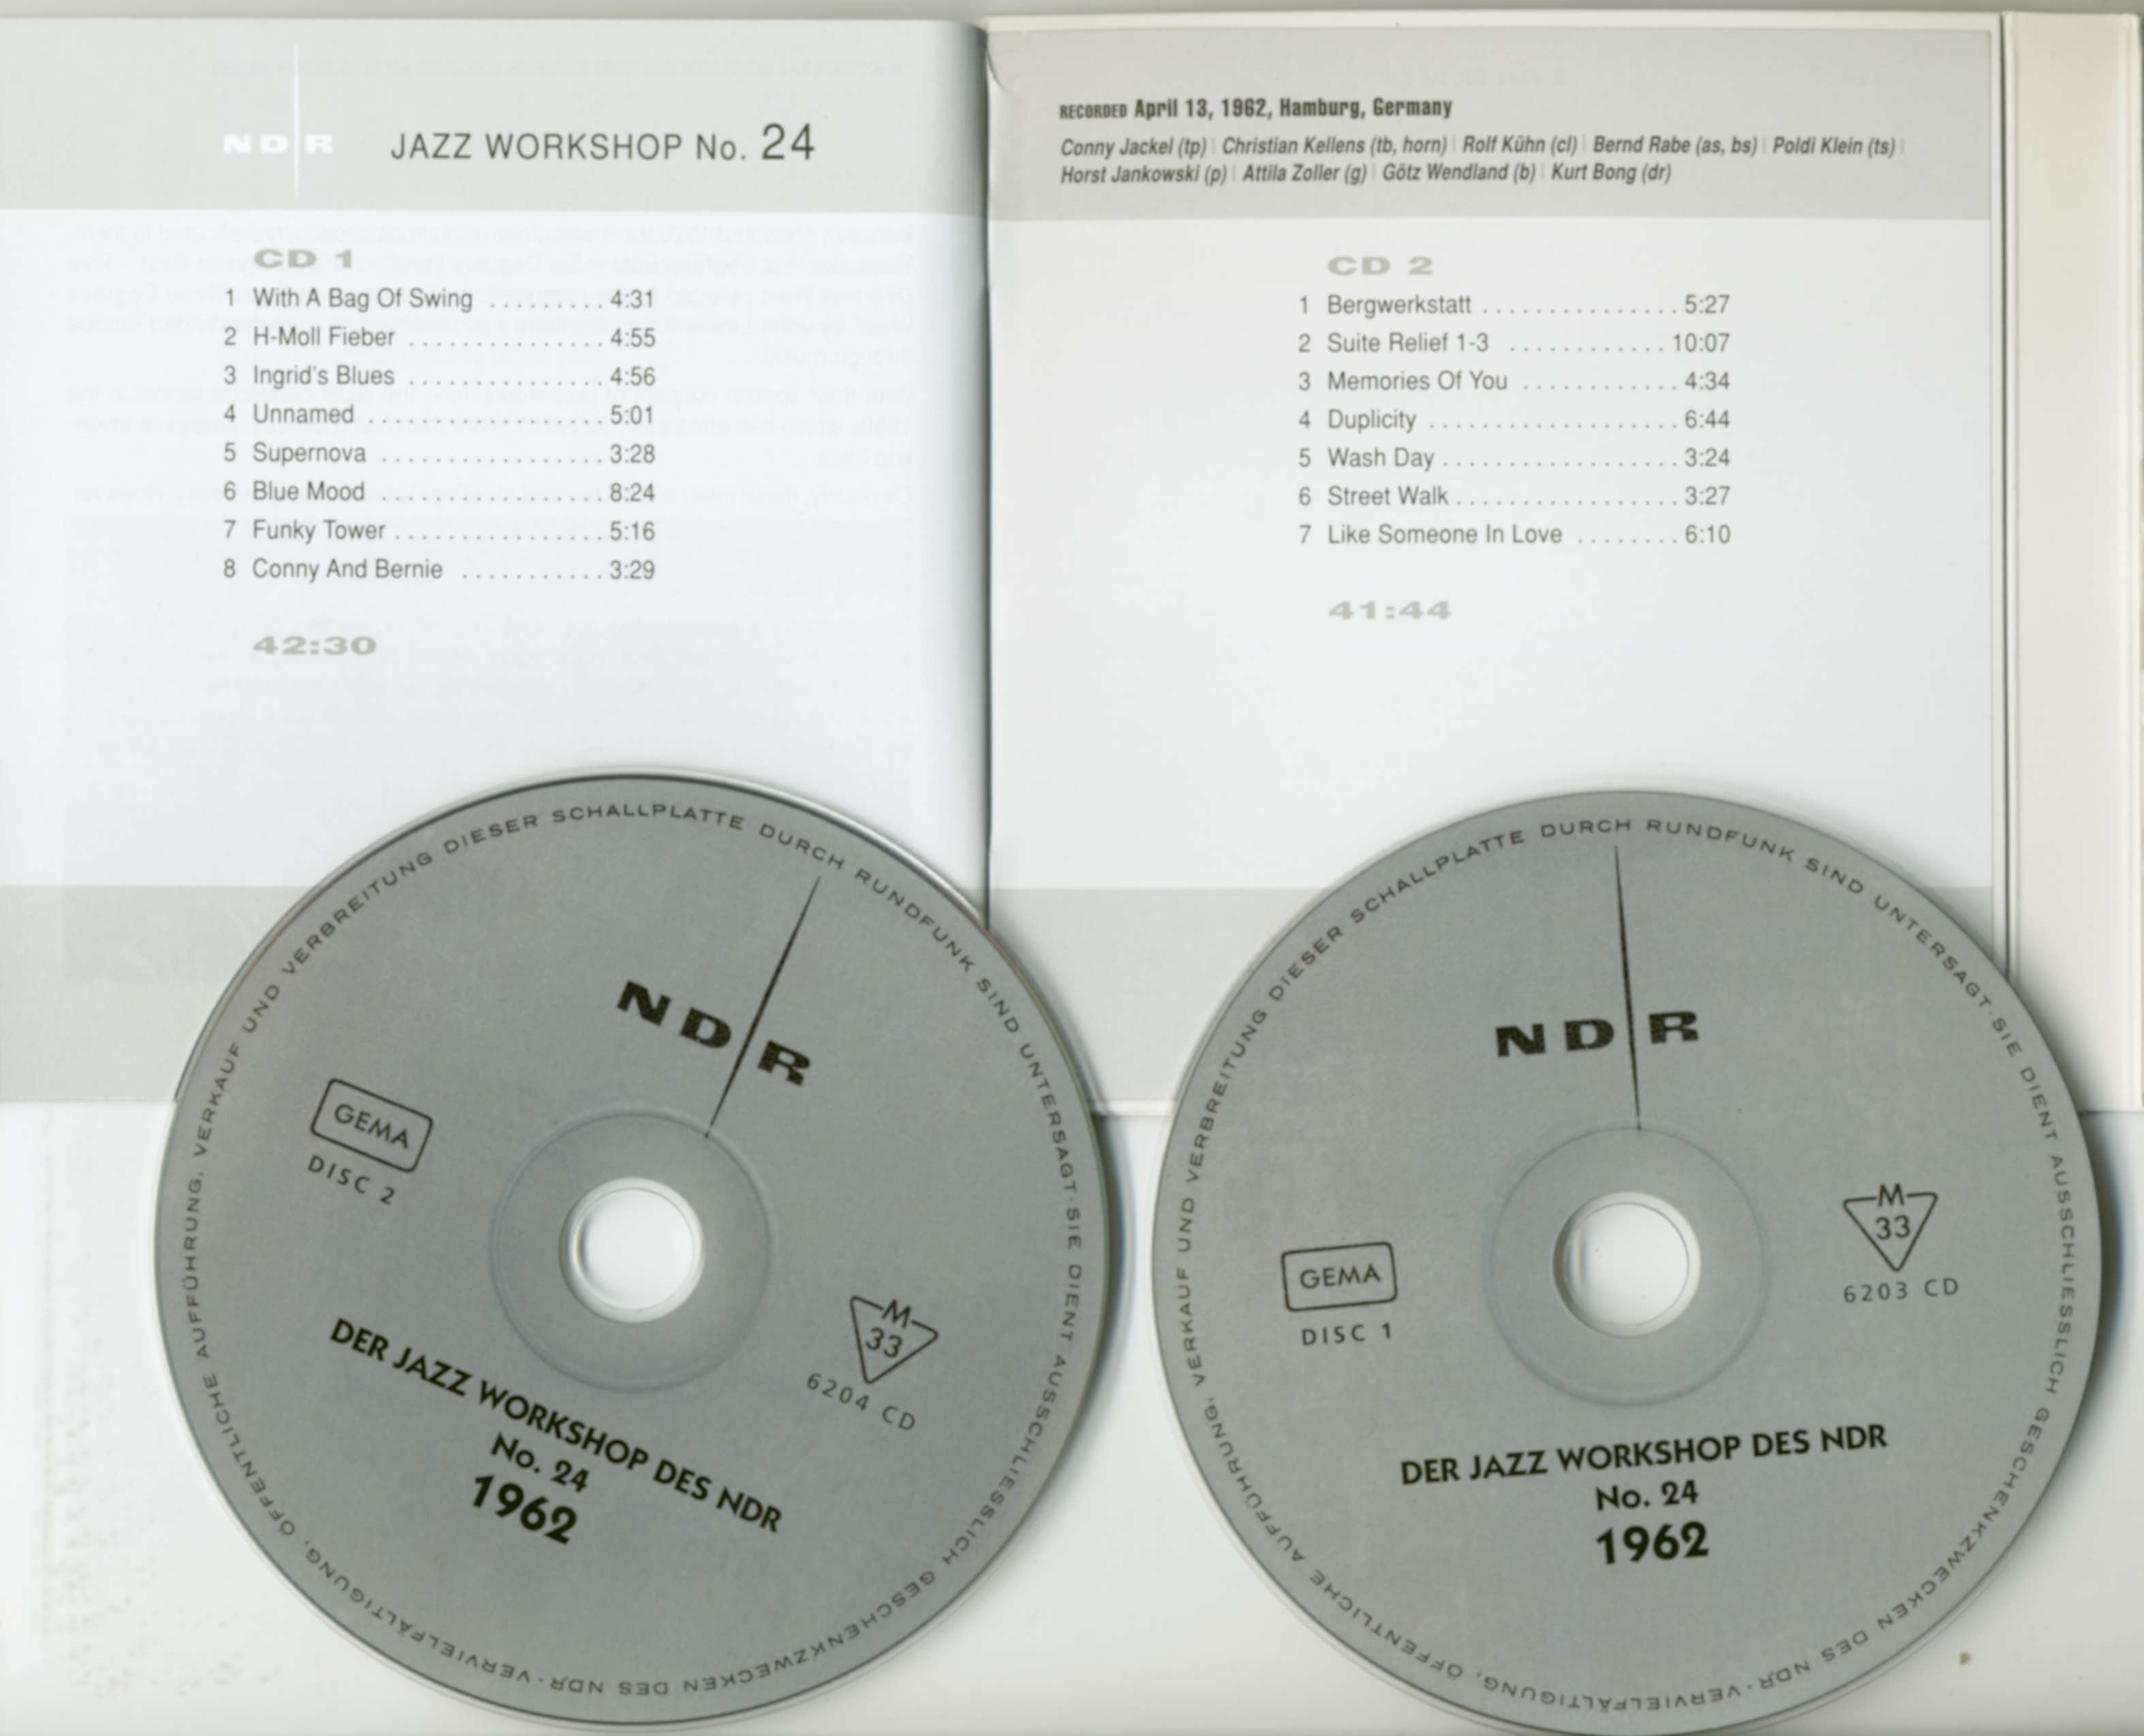 NDR JAZZ WORKSHOP No. 24
CD 1
1 With A Bag Of Swing ......... 4:31
2 H-Moll Fieber .............. 4:55
3 Ingrid's Blues .............. 4:56
4 Unnamed .................. 5:01
5 Supernova ................ 3:28
6 Blue Mood ................ 8:24
7 Funky Tower ............... 5:16
8 Conny And Bernie ........... 3:29
42:30
RECORDED April 13, 1962, Hamburg, Germany
Conny Jackel (tp) | Christian Kellens (tb, horn) | Rolf Kühn (cl) | Bernd Rabe (as, bs) | Poldi Klein (ts) |
Horst Jankowski (p) | Attila Zoller (g) | Götz Wendland (b) | Kurt Bong (dr)
CD 2
1 Bergwerkstatt ............... 5:27
2 Suite Relief 1-3 ............ 10:07
3 Memories Of You ............ 4:34
4 Duplicity ................... 6:44
5 Wash Day .................. 3:24
6 Street Walk ................. 3:27
7 Like Someone In Love ........ 6:10
41:44
VERVIELFÄLTIGUNG, ÖFFENTLICHE AUFFÜHRUNG, VERKAUF UND VERBREITUNG DIESER SCHALLPLATTE DURCH RUNDFUNK SIND UNTERSAGT · SIE DIENT AUSSCHLIESSLICH GESCHENKZWECKEN DES NDR ·
NDR
GEMA
DISC 2
M
33
6204 CD
DER JAZZ WORKSHOP DES NDR
No. 24
1962
VERVIELFÄLTIGUNG, ÖFFENTLICHE AUFFÜHRUNG, VERKAUF UND VERBREITUNG DIESER SCHALLPLATTE DURCH RUNDFUNK SIND UNTERSAGT · SIE DIENT AUSSCHLIESSLICH GESCHENKZWECKEN DES NDR ·
NDR
GEMA
DISC 1
M
33
6203 CD
DER JAZZ WORKSHOP DES NDR
No. 24
1962